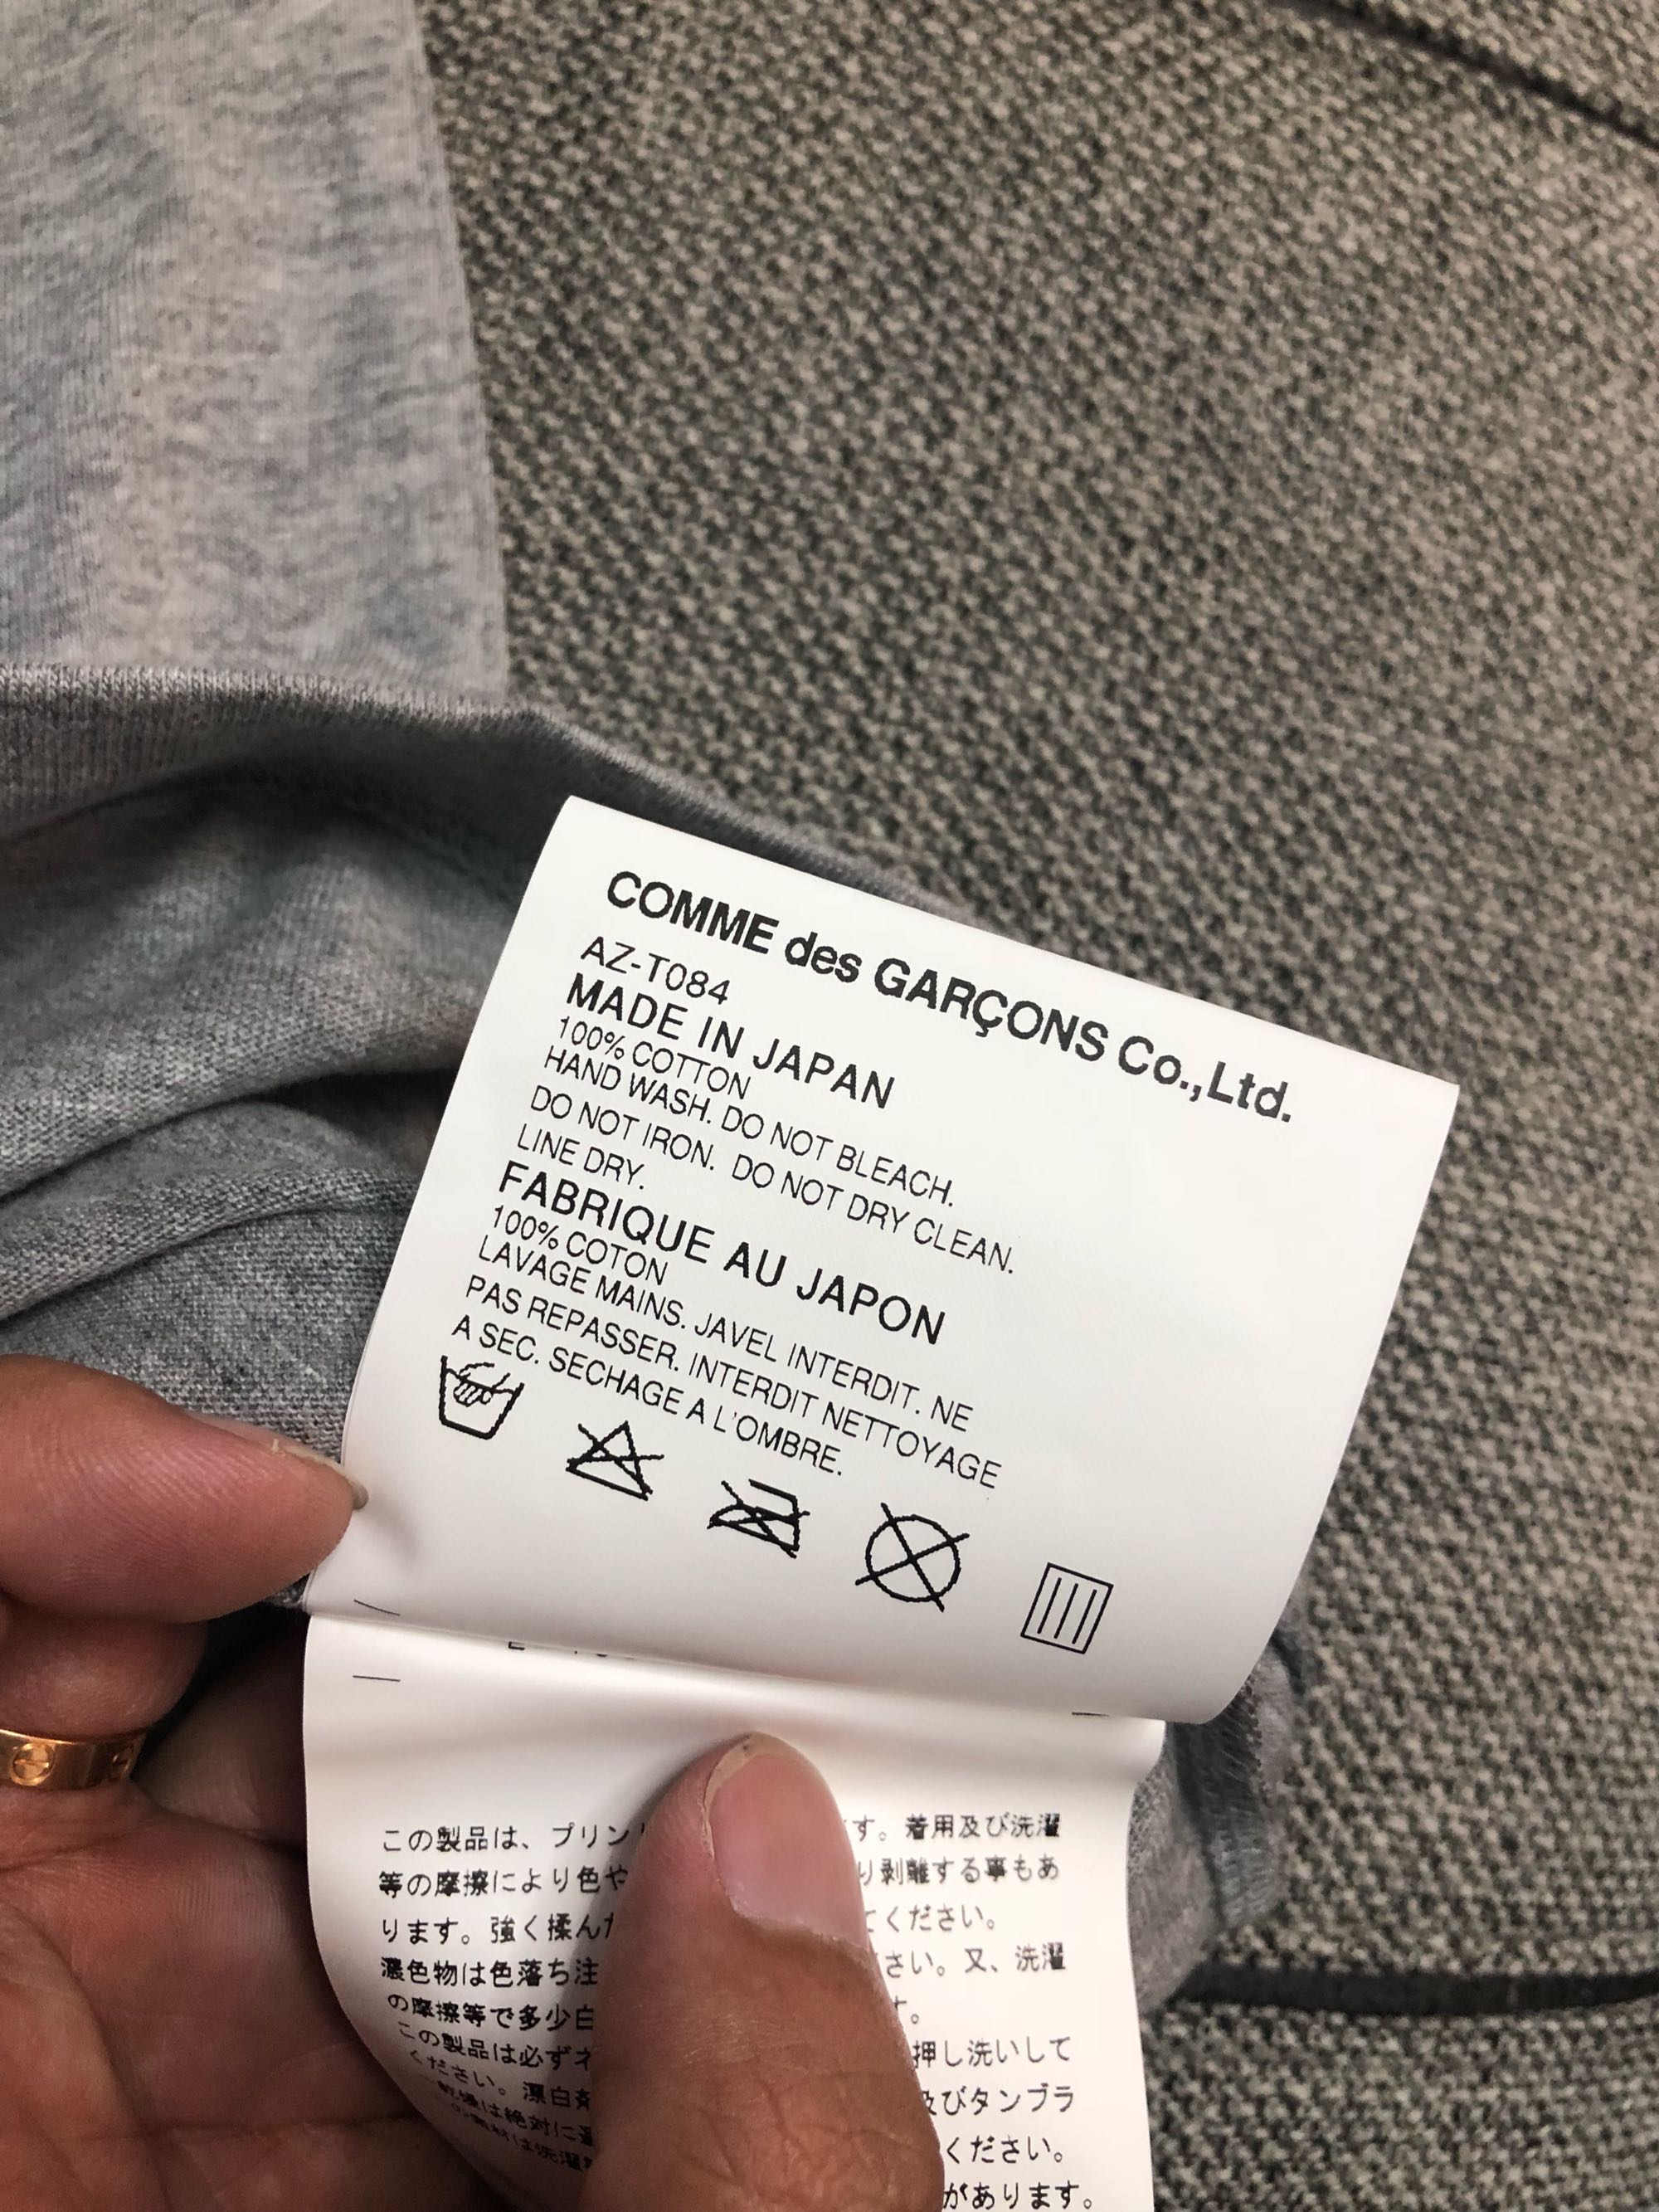 COMME des GARÇONS Co.,Ltd.
AZ-T084
MADE IN JAPAN
100% COTTON
HAND WASH. DO NOT BLEACH.
DO NOT IRON. DO NOT DRY CLEAN.
LINE DRY.
FABRIQUE AU JAPON
100% COTON
LAVAGE MAINS. JAVEL INTERDIT. NE
PAS REPASSER. INTERDIT NETTOYAGE
A SEC. SECHAGE A L'OMBRE.
この製品は、プリン す。着用及び洗濯
等の摩擦により色や り剥離する事もあ
ります。強く揉ん てください。
濃色物は色落ち注 さい。又、洗濯
の摩擦等で多少白 す。
この製品は必ずネ 押し洗いして
ください。漂白剤 及びタンブラ
乾燥は絶対に ください。
があります。